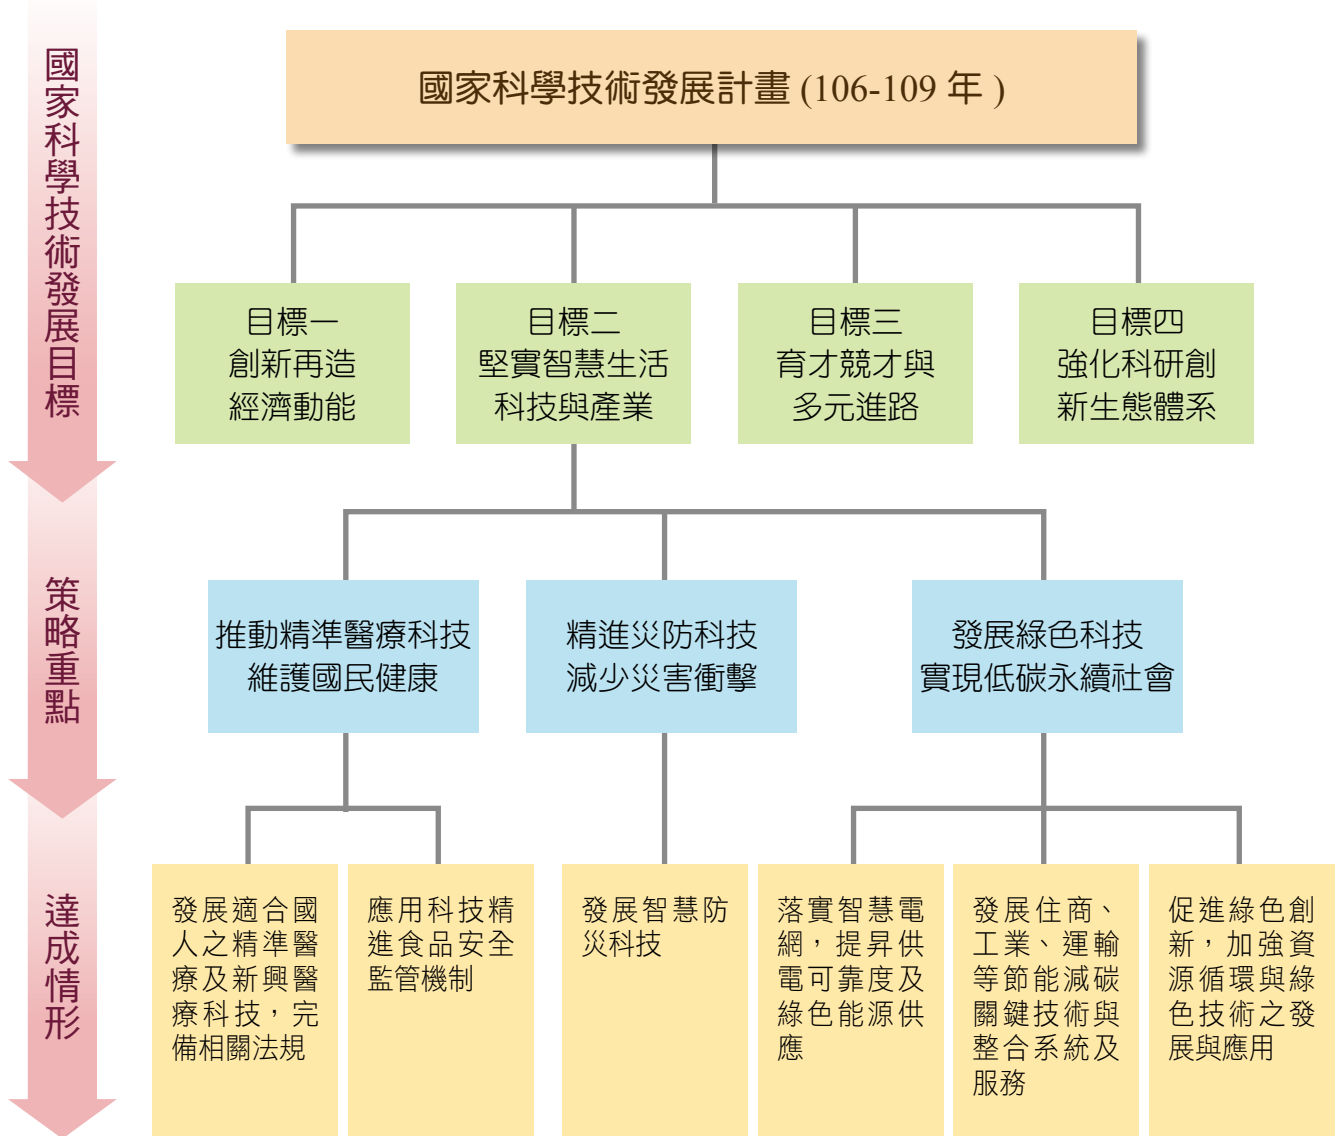 國家科學技術發展目標
國家科學技術發展計畫 (106-109 年 )
目標一
創新再造
經濟動能
目標二
堅實智慧生活
科技與產業
目標三
育才競才與
多元進路
目標四
強化科研創
新生態體系
策略重點
推動精準醫療科技
維護國民健康
精進災防科技
減少災害衝擊
發展綠色科技
實現低碳永續社會
達成情形
發展適合國
人之精準醫
療及新興醫
療科技，完
備相關法規
應用科技精
進食品安全
監管機制
發展智慧防
災科技
落實智慧電
網，提昇供
電可靠度及
綠色能源供
應
發展住商、
工業、運輸
等節能減碳
關鍵技術與
整合系統及
服務
促進綠色創
新，加強資
源循環與綠
色技術之發
展與應用